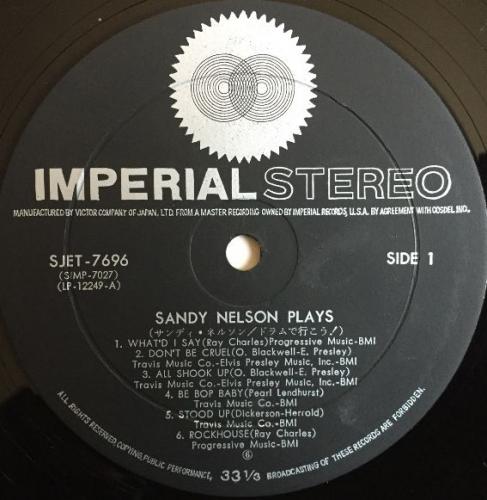 IMPERIAL STEREO
MANUFACTURED BY VICTOR COMPANY OF JAPAN, LTD. FROM A MASTER RECORDING OWNED BY IMPERIAL RECORDS, U.S.A. BY AGREEMENT WITH COSDEL INC.
SJET-7696
(SIMP-7027)
(LP-12249-A)
SIDE 1
SANDY NELSON PLAYS
(サンディ・ネルソン/ドラムで行こう!)
1. WHAT'D I SAY(Ray Charles)Progressive Music-BMI
2. DON'T BE CRUEL(O. Blackwell-E. Presley)
Travis Music Co.-Elvis Presley Music, Inc.-BMI
3. ALL SHOOK UP(O. Blackwell-E. Presley)
Travis Music Co.-Elvis Presley Music, Inc.-BMI
4. BE BOP BABY(Pearl Lendhurst)
Travis Music Co.-BMI
5. STOOD UP(Dickerson-Herrold)
Travis Music Co.-BMI
6. ROCKHOUSE(Ray Charles)
Progressive Music-BMI
⑥
ALL RIGHTS RESERVED COPYING, PUBLIC PERFORMANCE, 33 1/3 BROADCASTING OF THESE RECORDS ARE FORBIDDEN.